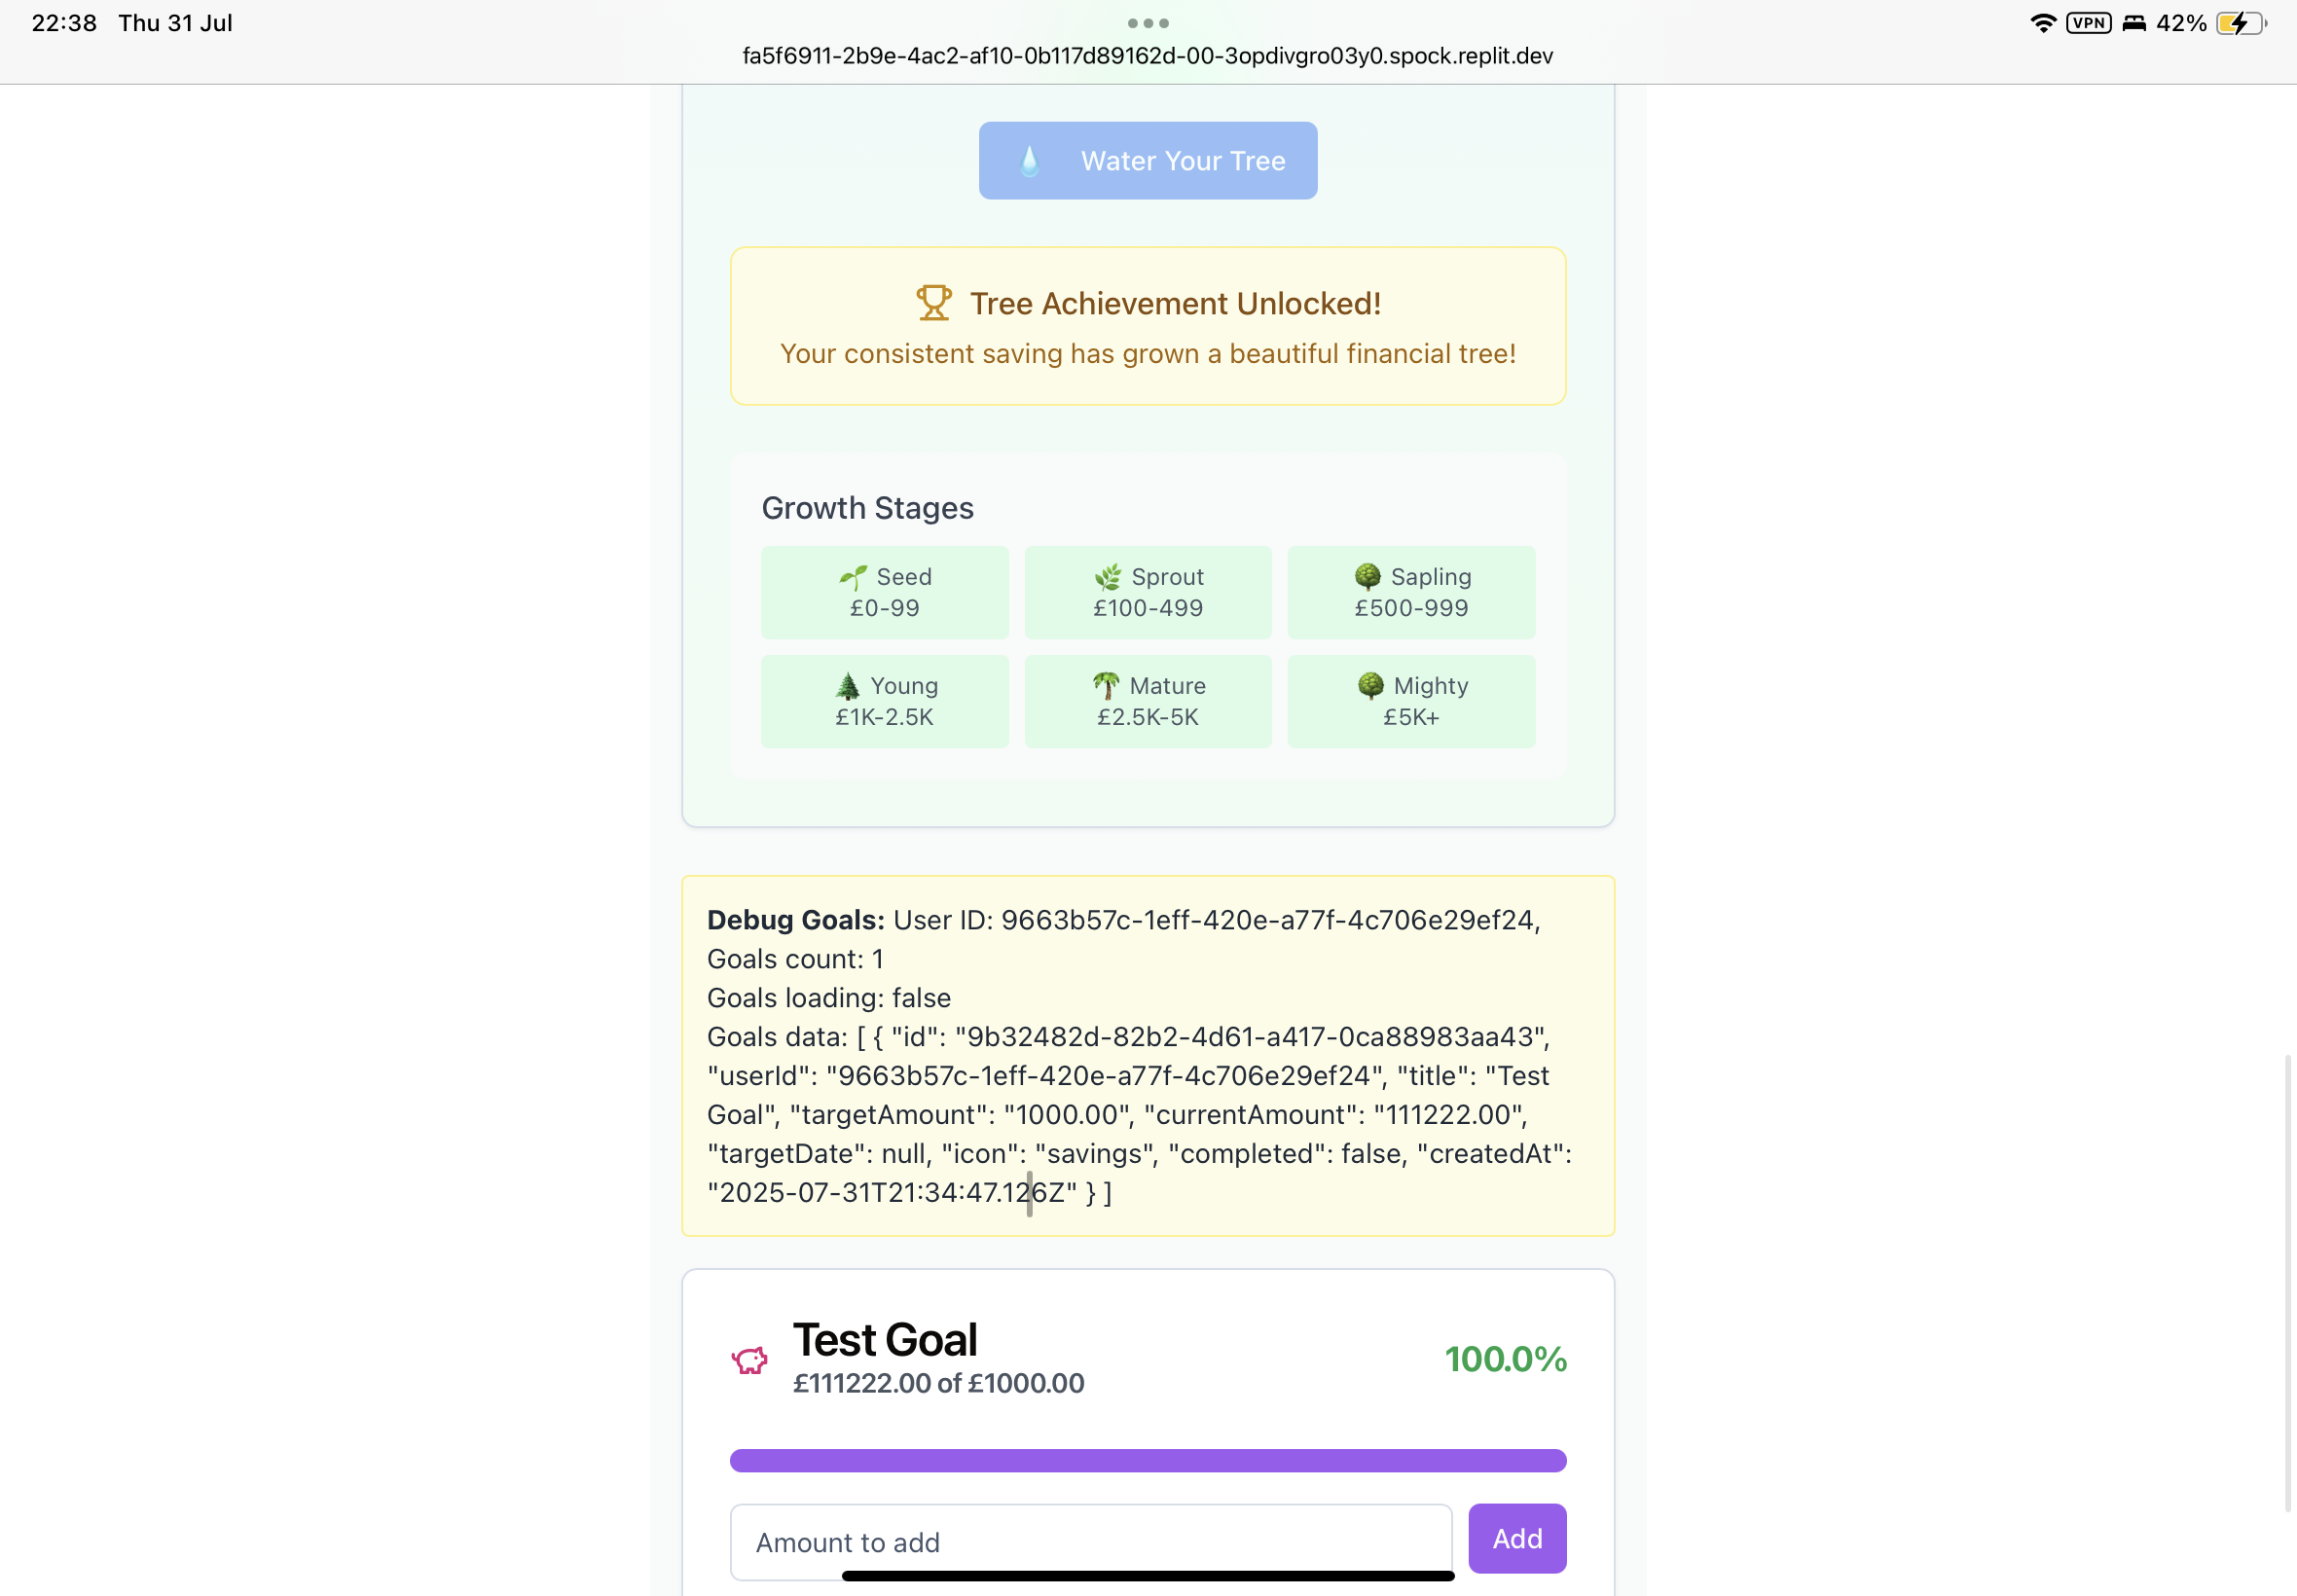 22:38 Thu 31 Jul
VPN 42%
fa5f6911-2b9e-4ac2-af10-0b117d89162d-00-3opdivgro03y0.spock.replit.dev
Water Your Tree
Tree Achievement Unlocked!
Your consistent saving has grown a beautiful financial tree!
Growth Stages
Seed
£0-99
Sprout
£100-499
Sapling
£500-999
Young
£1K-2.5K
Mature
£2.5K-5K
Mighty
£5K+
Debug Goals: User ID: 9663b57c-1eff-420e-a77f-4c706e29ef24,
Goals count: 1
Goals loading: false
Goals data: [ { "id": "9b32482d-82b2-4d61-a417-0ca88983aa43",
"userId": "9663b57c-1eff-420e-a77f-4c706e29ef24", "title": "Test
Goal", "targetAmount": "1000.00", "currentAmount": "111222.00",
"targetDate": null, "icon": "savings", "completed": false, "createdAt":
"2025-07-31T21:34:47.126Z" } ]
Test Goal
£111222.00 of £1000.00
100.0%
Amount to add
Add